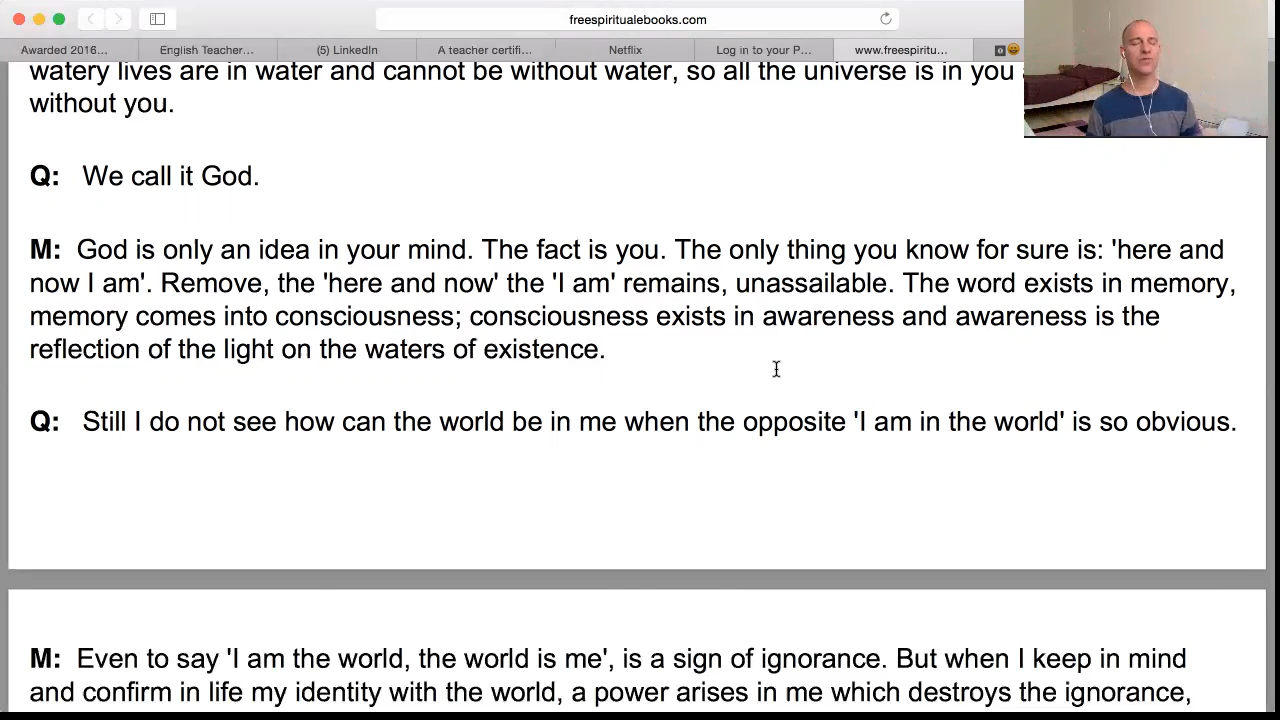 freespiritualebooks.com
Awarded 2016...
English Teacher...
(5) LinkedIn
A teacher certifi...
Netflix
Log in to your P...
www.freespiritu...
watery lives are in water and cannot be without water, so all the universe is in you
without you.
Q: We call it God.
M: God is only an idea in your mind. The fact is you. The only thing you know for sure is: 'here and
now I am'. Remove, the 'here and now' the 'I am' remains, unassailable. The word exists in memory,
memory comes into consciousness; consciousness exists in awareness and awareness is the
reflection of the light on the waters of existence.
Q: Still I do not see how can the world be in me when the opposite 'I am in the world' is so obvious.
M: Even to say 'I am the world, the world is me', is a sign of ignorance. But when I keep in mind
and confirm in life my identity with the world, a power arises in me which destroys the ignorance,